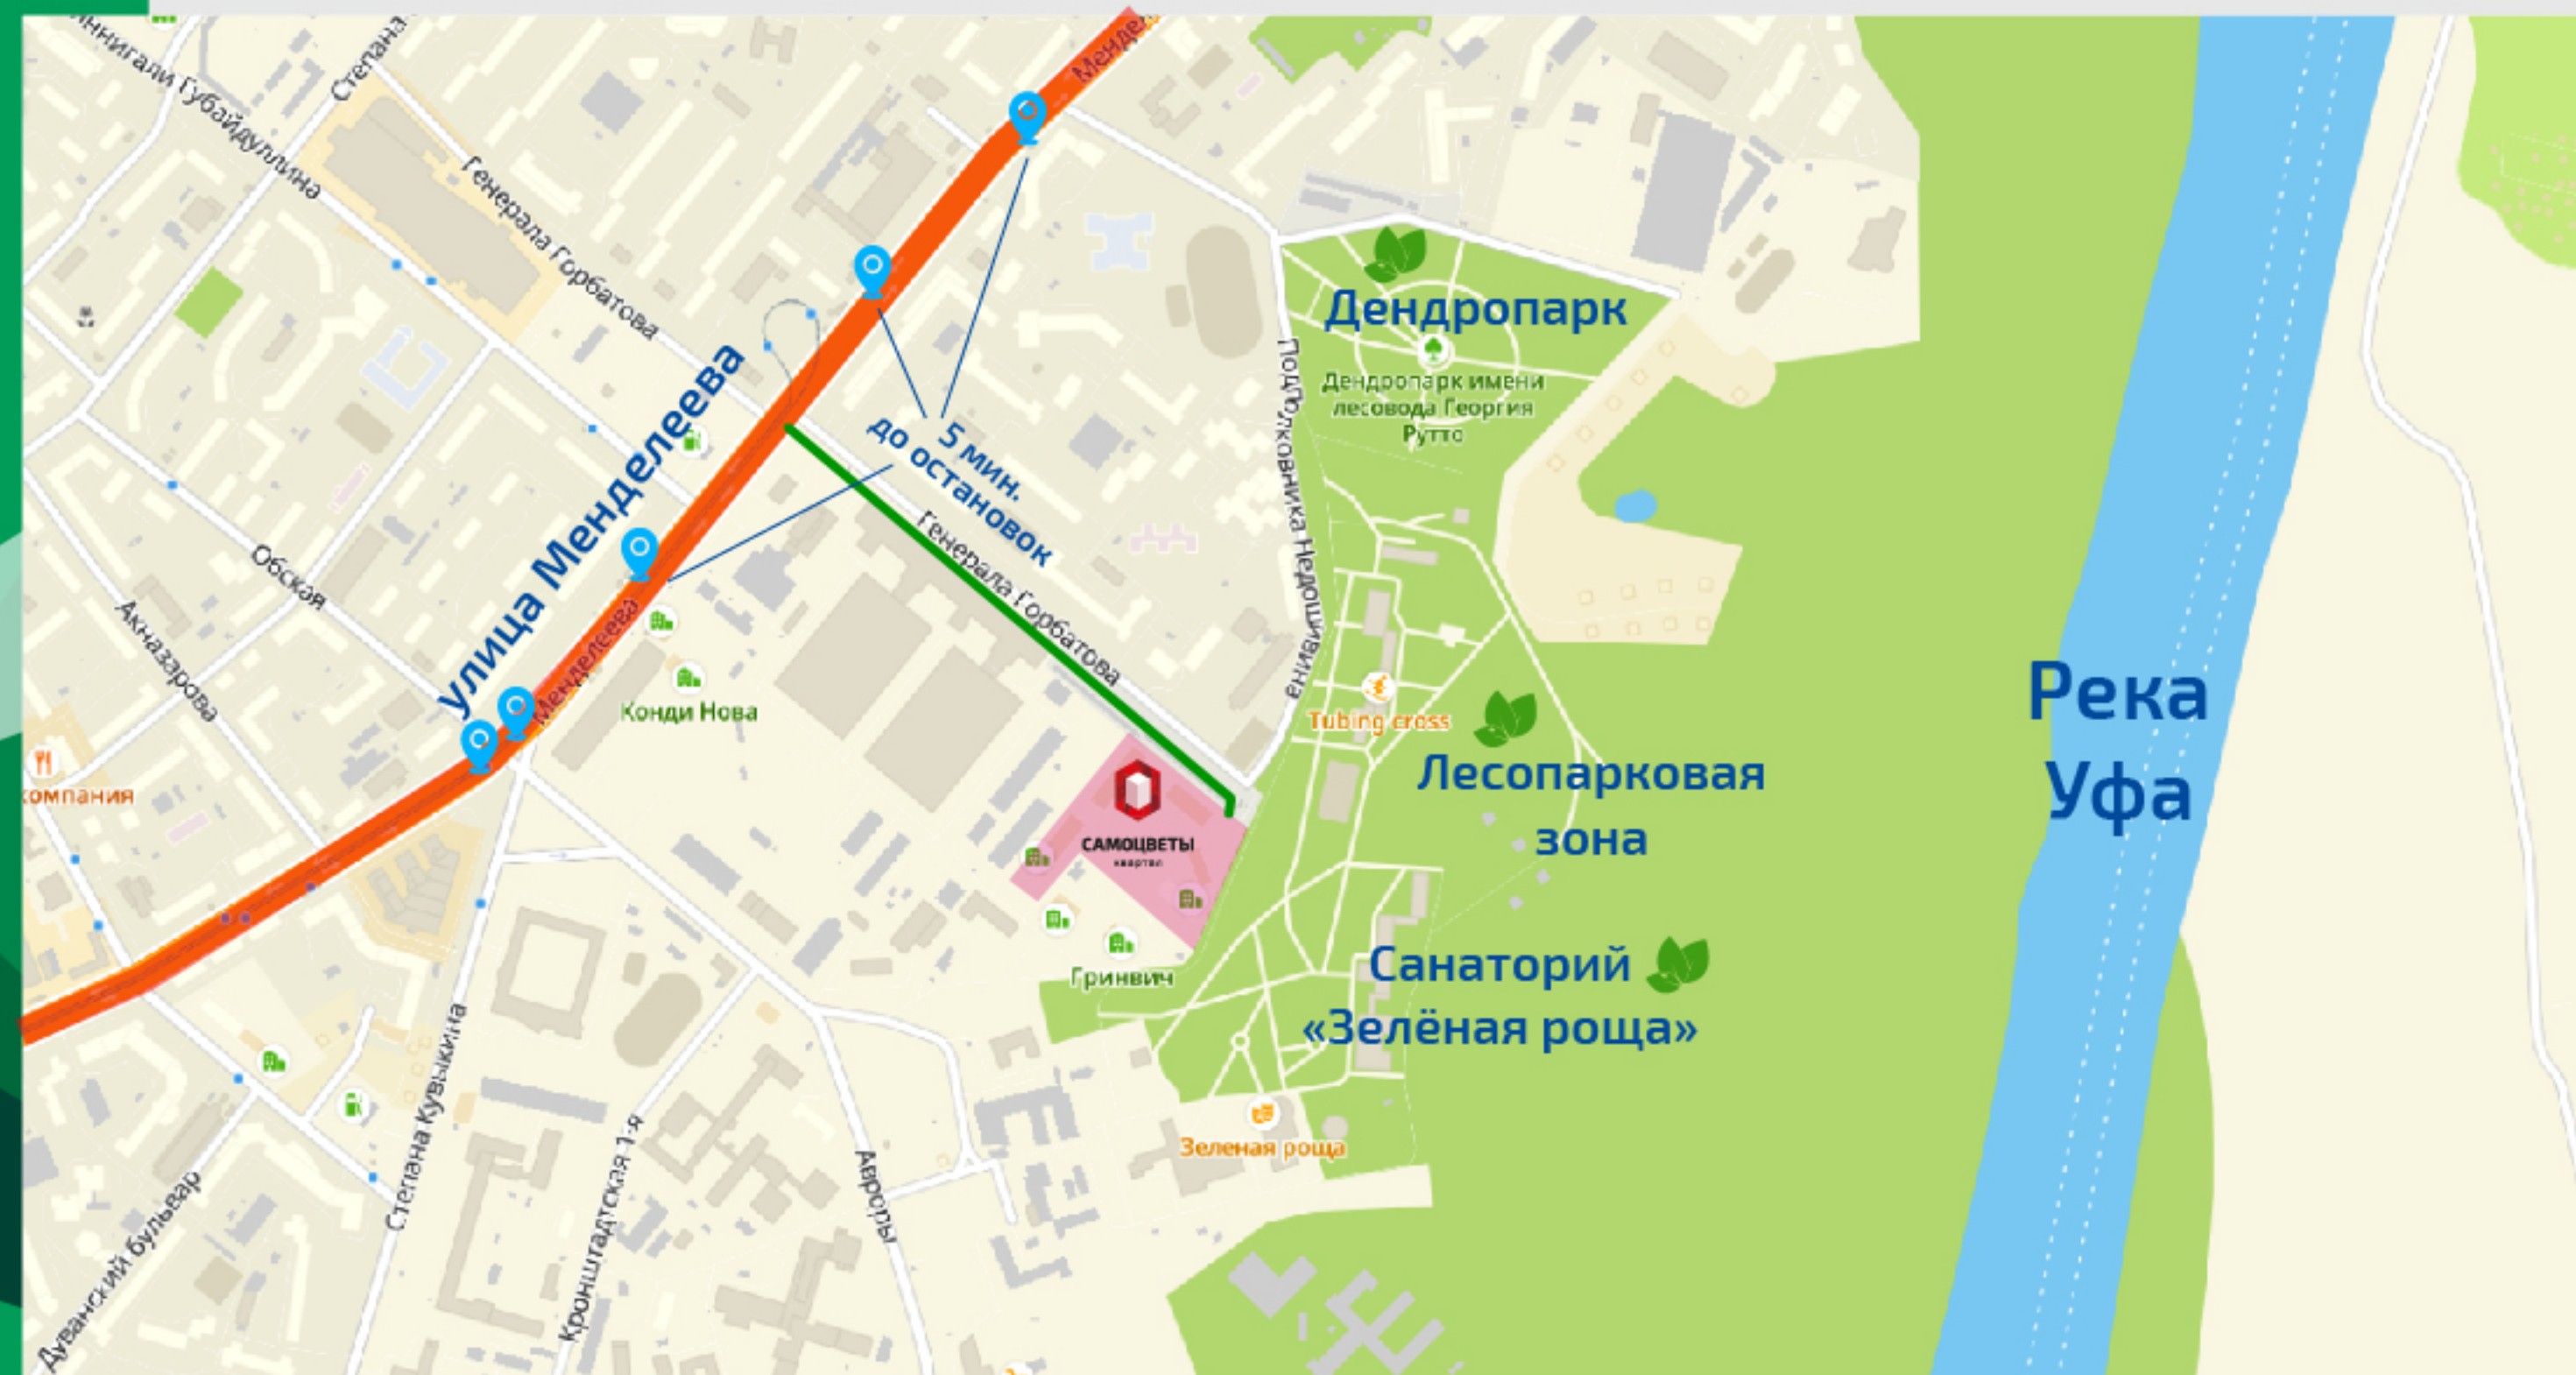 Степана
Менде
Губайдуллина
Генерала Горбатова
Дендропарк
Дендропарк имени
лесовода Георгия
Рутто
улица Менделеева
5 мин.
до остановок
Подполковника Недошивина
Генерала Горбатова
Обская
Акназарова
Менделеева
Конди Нова
Tubing cross
Река
Уфа
Лесопарковая
зона
компания
САМОЦВЕТЫ
квартал
Гринвич
Санаторий
«Зелёная роща»
Зеленая роща
Степана Кувыкина
Кронштадтская 1-я
Авроры
Дуванский бульвар